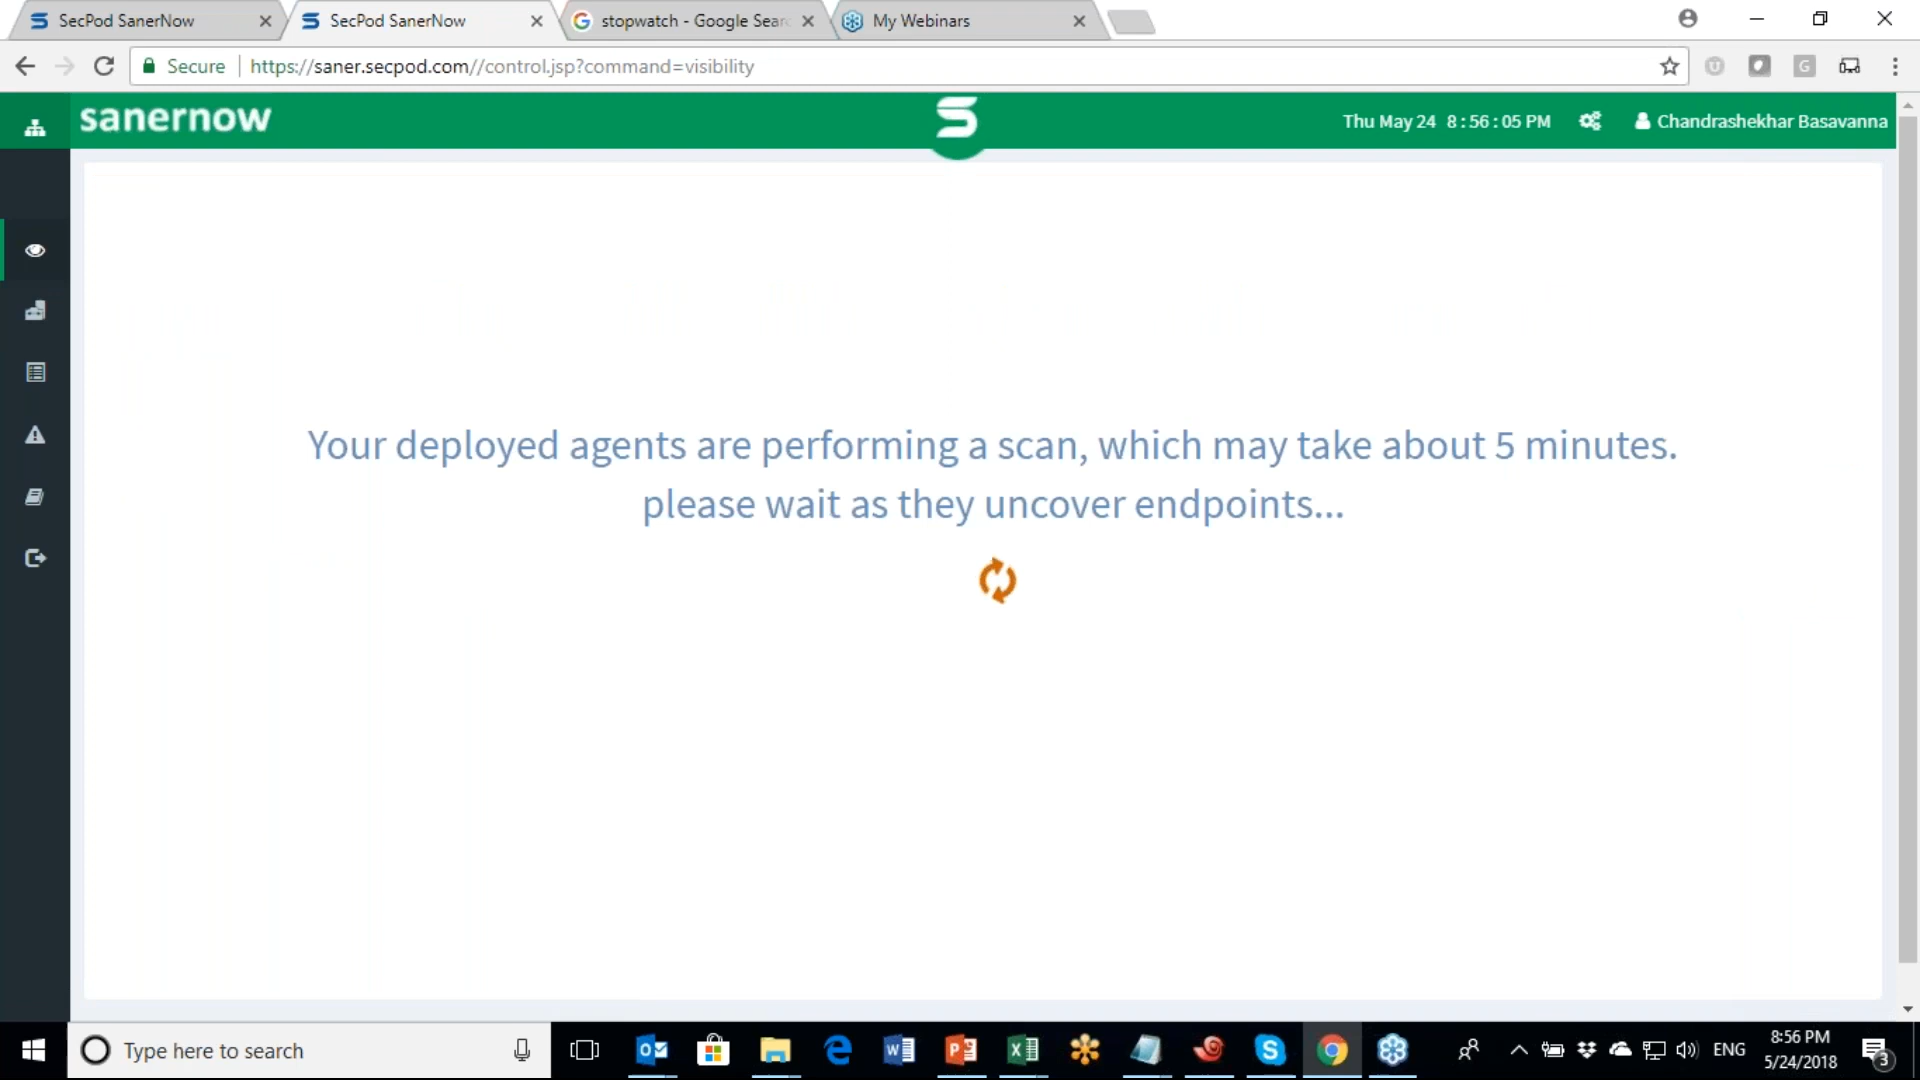 SecPod SanerNow
SecPod SanerNow
stopwatch - Google Sear
My Webinars
Secure
https://saner.secpod.com//control.jsp?command=visibility
sanernow
Thu May 24 8 : 56 : 05 PM
Chandrashekhar Basavanna
Your deployed agents are performing a scan, which may take about 5 minutes.
please wait as they uncover endpoints...
Type here to search
ENG
8:56 PM
5/24/2018
3